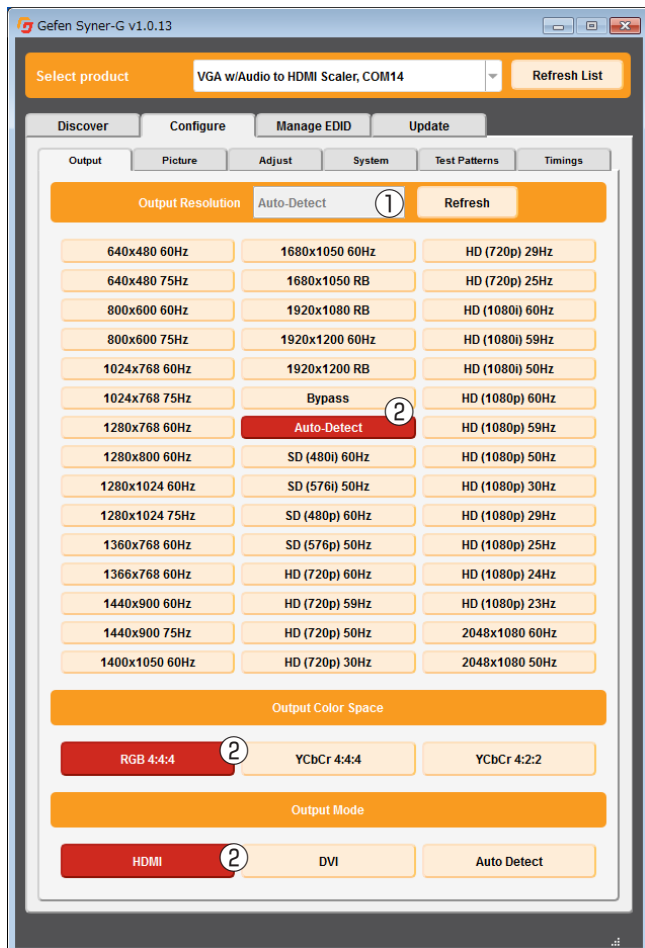 Gefen Syner-G v1.0.13
Select product VGA w/Audio to HDMI Scaler, COM14 Refresh List
Discover Configure Manage EDID Update
Output Picture Adjust System Test Patterns Timings
Output Resolution Auto-Detect ① Refresh
640x480 60Hz 1680x1050 60Hz HD (720p) 29Hz
640x480 75Hz 1680x1050 RB HD (720p) 25Hz
800x600 60Hz 1920x1080 RB HD (1080i) 60Hz
800x600 75Hz 1920x1200 60Hz HD (1080i) 59Hz
1024x768 60Hz 1920x1200 RB HD (1080i) 50Hz
1024x768 75Hz Bypass HD (1080p) 60Hz
1280x768 60Hz Auto-Detect ② HD (1080p) 59Hz
1280x800 60Hz SD (480i) 60Hz HD (1080p) 50Hz
1280x1024 60Hz SD (576i) 50Hz HD (1080p) 30Hz
1280x1024 75Hz SD (480p) 60Hz HD (1080p) 29Hz
1360x768 60Hz SD (576p) 50Hz HD (1080p) 25Hz
1366x768 60Hz HD (720p) 60Hz HD (1080p) 24Hz
1440x900 60Hz HD (720p) 59Hz HD (1080p) 23Hz
1440x900 75Hz HD (720p) 50Hz 2048x1080 60Hz
1400x1050 60Hz HD (720p) 30Hz 2048x1080 50Hz
Output Color Space
RGB 4:4:4 ② YCbCr 4:4:4 YCbCr 4:2:2
Output Mode
HDMI ② DVI Auto Detect